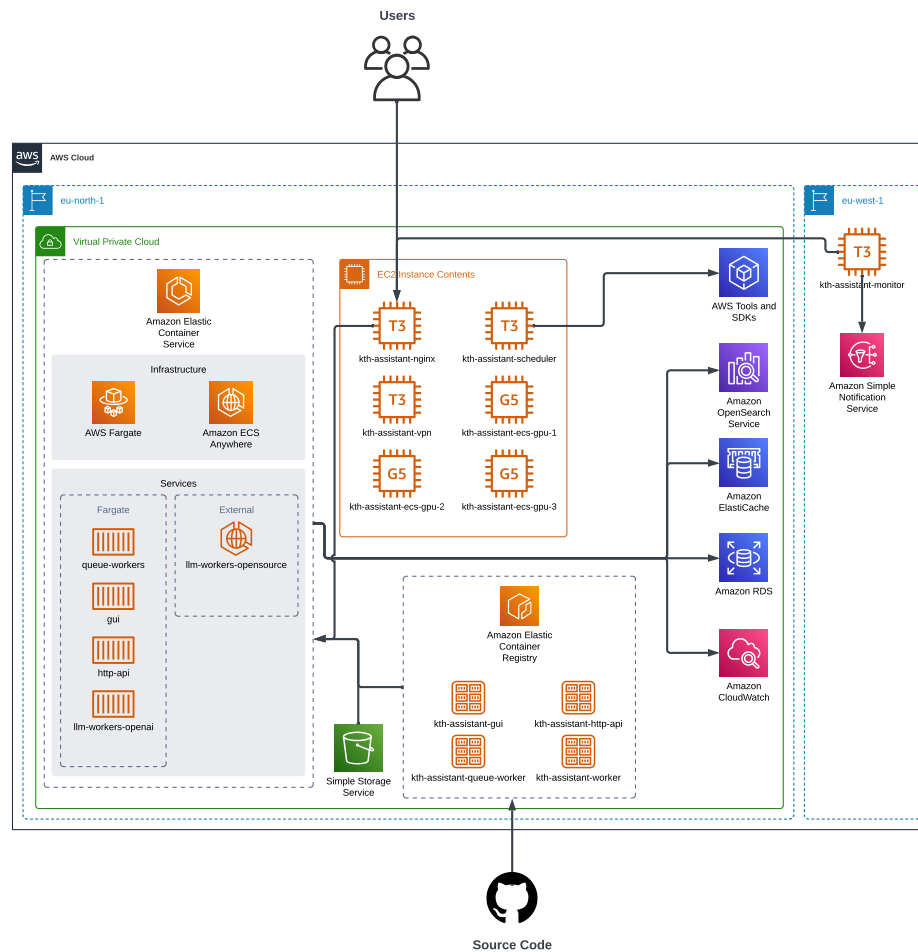 Users
aws
AWS Cloud
eu-north-1
eu-west-1
Virtual Private Cloud
Amazon Elastic
Container
Service
Infrastructure
AWS Fargate
Amazon ECS
Anywhere
Services
Fargate
queue-workers
gui
http-api
llm-workers-openai
External
llm-workers-opensource
EC2 Instance Contents
T3
kth-assistant-nginx
T3
kth-assistant-scheduler
T3
kth-assistant-vpn
G5
kth-assistant-ecs-gpu-1
G5
kth-assistant-ecs-gpu-2
G5
kth-assistant-ecs-gpu-3
AWS Tools and
SDKs
Amazon
OpenSearch
Service
Amazon
ElastiCache
Amazon RDS
Amazon
CloudWatch
T3
kth-assistant-monitor
Amazon Simple
Notification
Service
Simple Storage
Service
Amazon Elastic
Container
Registry
kth-assistant-gui
kth-assistant-http-api
kth-assistant-queue-worker
kth-assistant-worker
Source Code